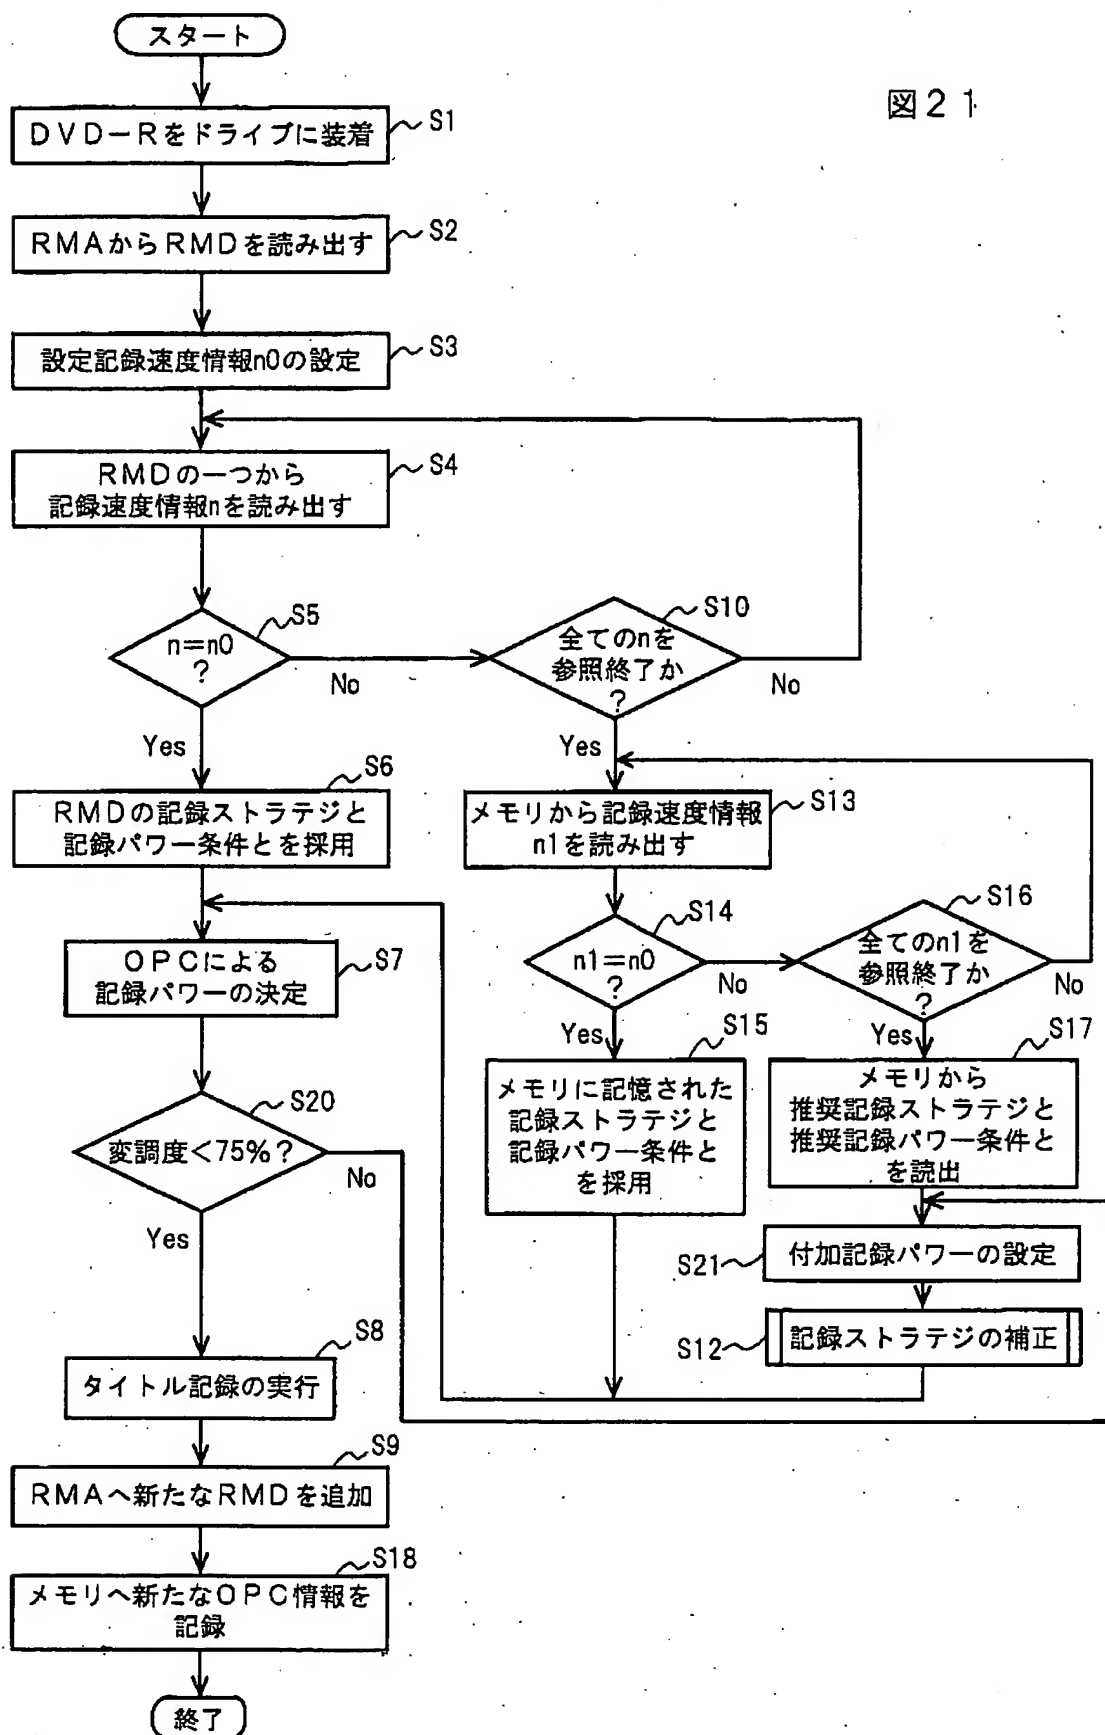 スタート
図21
DVD-Rをドライブに装着
S1
RMAからRMDを読み出す
S2
設定記録速度情報n0の設定
S3
RMDの一つから
記録速度情報nを読み出す
S4
n=n0
?
S5
No
Yes
全てのnを
参照終了か
?
S10
No
Yes
RMDの記録ストラテジと
記録パワー条件とを採用
S6
メモリから記録速度情報
n1を読み出す
S13
OPCによる
記録パワーの決定
S7
n1=n0
?
S14
No
Yes
全てのn1を
参照終了か
?
S16
No
Yes
メモリに記憶された
記録ストラテジと
記録パワー条件と
を採用
S15
メモリから
推奨記録ストラテジと
推奨記録パワー条件と
を読出
S17
変調度<75%?
S20
No
Yes
付加記録パワーの設定
S21
記録ストラテジの補正
S12
タイトル記録の実行
S8
RMAへ新たなRMDを追加
S9
メモリへ新たなOPC情報を
記録
S18
終了